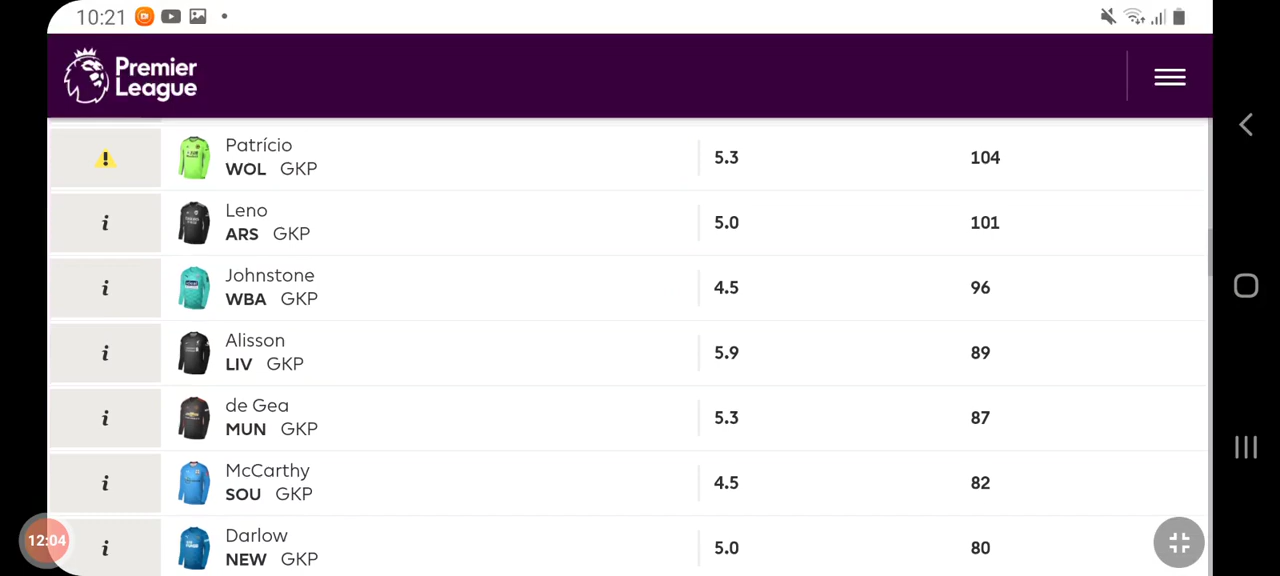 10:21
Premier
League
Patrício
WOL GKP 5.3 104
Leno
ARS GKP 5.0 101
Johnstone
WBA GKP 4.5 96
Alisson
LIV GKP 5.9 89
de Gea
MUN GKP 5.3 87
McCarthy
SOU GKP 4.5 82
Darlow
NEW GKP 5.0 80
12:04